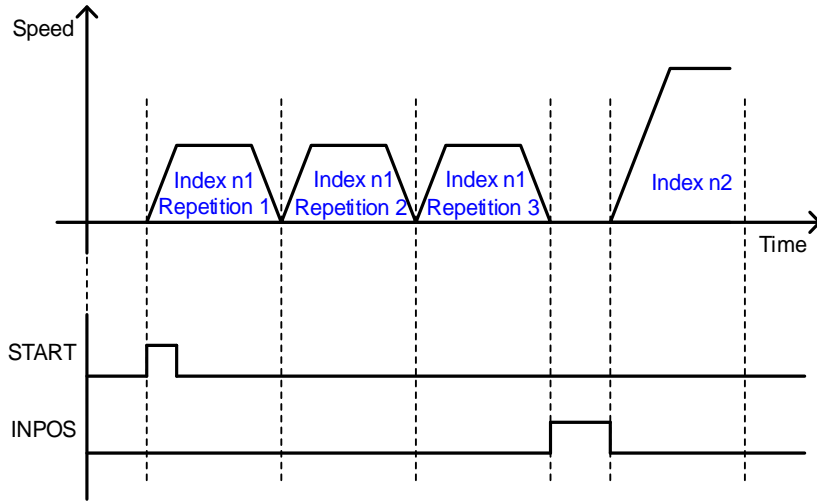 Speed
Index n1
Repetition 1
Index n1
Repetition 2
Index n1
Repetition 3
Index n2
Time
START
INPOS